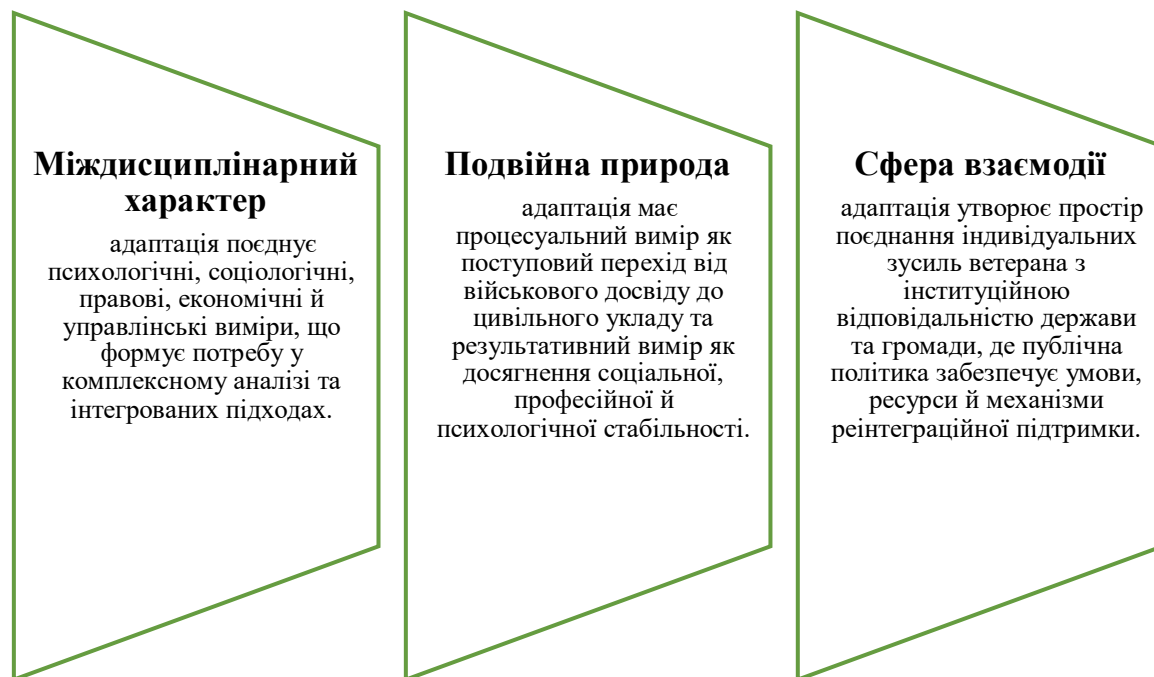 Міждисциплінарний
характер
адаптація поєднує
психологічні, соціологічні,
правові, економічні й
управлінські виміри, що
формує потребу у
комплексному аналізі та
інтегрованих підходах.
Подвійна природа
адаптація має
процесуальний вимір як
поступовий перехід від
військового досвіду до
цивільного укладу та
результативний вимір як
досягнення соціальної,
професійної й
психологічної стабільності.
Сфера взаємодії
адаптація утворює простір
поєднання індивідуальних
зусиль ветерана з
інституційною
відповідальністю держави
та громади, де публічна
політика забезпечує умови,
ресурси й механізми
реінтеграційної підтримки.